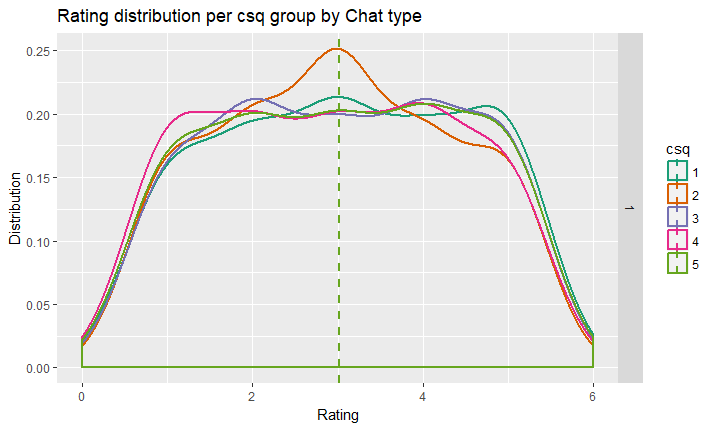 Rating distribution per csq group by Chat type
0.25
0.20
0.15
0.10
0.05
0.00
Distribution
0 2 4 6
Rating
1
csq
1
2
3
4
5